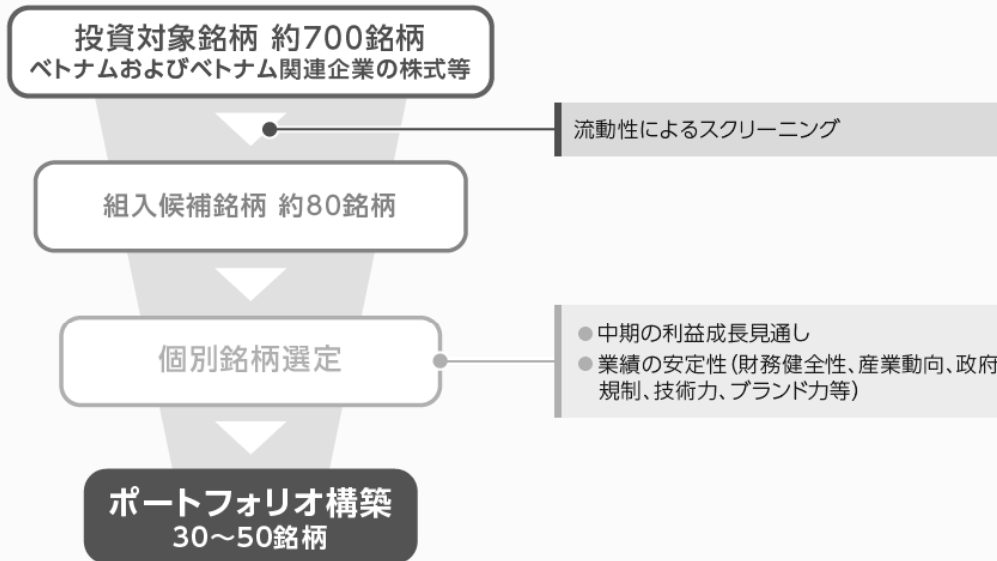 投資対象銘柄 約700銘柄
ベトナムおよびベトナム関連企業の株式等
流動性によるスクリーニング
組入候補銘柄 約80銘柄
個別銘柄選定
●中期の利益成長見通し
●業績の安定性(財務健全性、産業動向、政府
規制、技術力、ブランド力等)
ポートフォリオ構築
30〜50銘柄